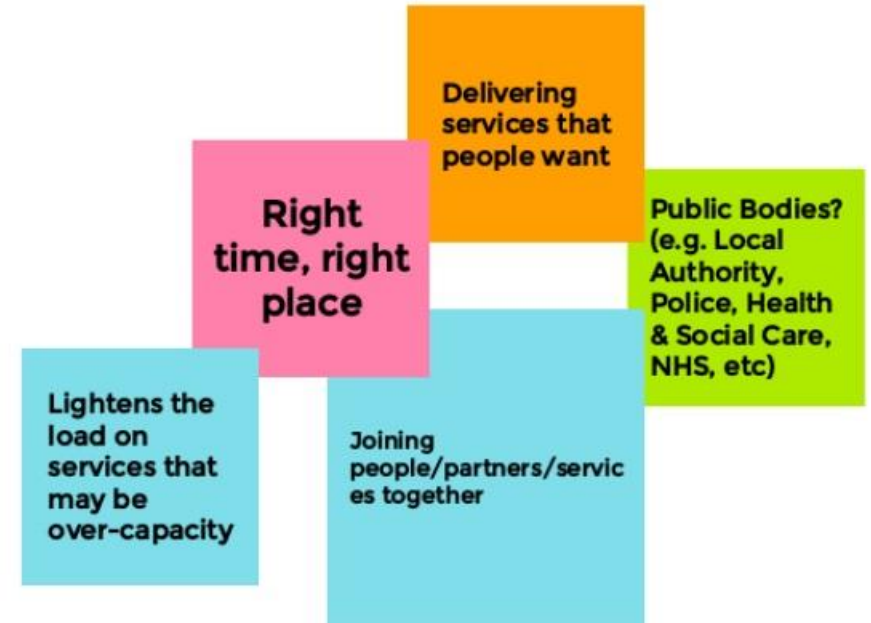 Delivering
services that
people want
Right
time, right
place
Public Bodies?
(e.g. Local
Authority,
Police, Health
& Social Care,
NHS, etc)
Lightens the
load on
services that
may be
over-capacity
Joining
people/partners/servic
es together